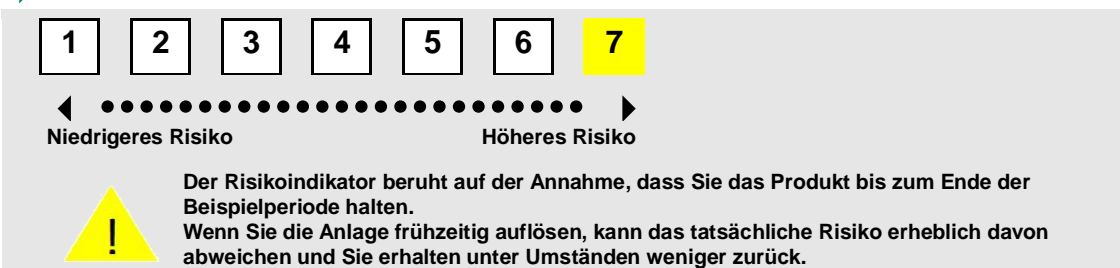 1 2 3 4 5 6 7
Niedrigeres Risiko Höheres Risiko
Der Risikoindikator beruht auf der Annahme, dass Sie das Produkt bis zum Ende der
Beispielperiode halten.
Wenn Sie die Anlage frühzeitig auflösen, kann das tatsächliche Risiko erheblich davon
abweichen und Sie erhalten unter Umständen weniger zurück.
!